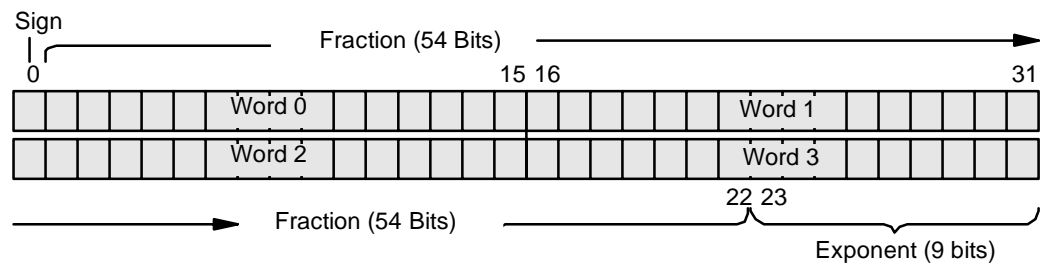 Sign
Fraction (54 Bits)
0 15 16 31
Word 0 Word 1
Word 2 Word 3
22 23
Fraction (54 Bits)
Exponent (9 bits)